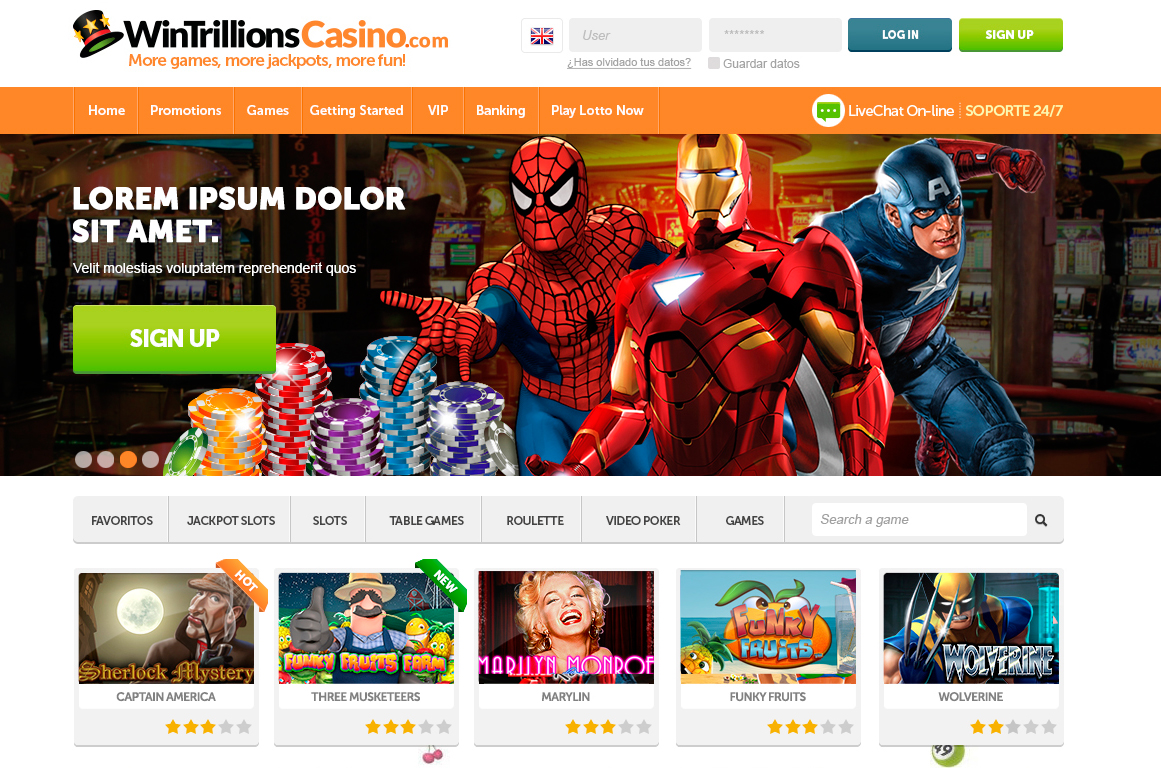 WinTrillionsCasino.com
More games, more jackpots, more fun!
User
********
LOG IN
SIGN UP
¿Has olvidado tus datos?
Guardar datos
Home
Promotions
Games
Getting Started
VIP
Banking
Play Lotto Now
LiveChat On-line
SOPORTE 24/7
LOREM IPSUM DOLOR
SIT AMET.
Velit molestias voluptatem reprehenderit quos
SIGN UP
A
FAVORITOS
JACKPOT SLOTS
SLOTS
TABLE GAMES
ROULETTE
VIDEO POKER
GAMES
Search a game
HOT
NEW
Sherlock Mystery
FUNKY FRUITS FARM
MARILYN MONROE
FUNKY
FRUITS
WOLVERINE
CAPTAIN AMERICA
THREE MUSKETEERS
MARYLIN
FUNKY FRUITS
WOLVERINE
49